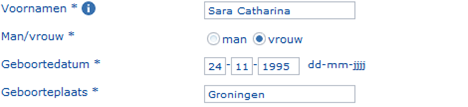 Voornamen * i Sara Catharina
Man/vrouw * man vrouw
Geboortedatum * 24 - 11 - 1995 dd-mm-jjjj
Geboorteplaats * Groningen